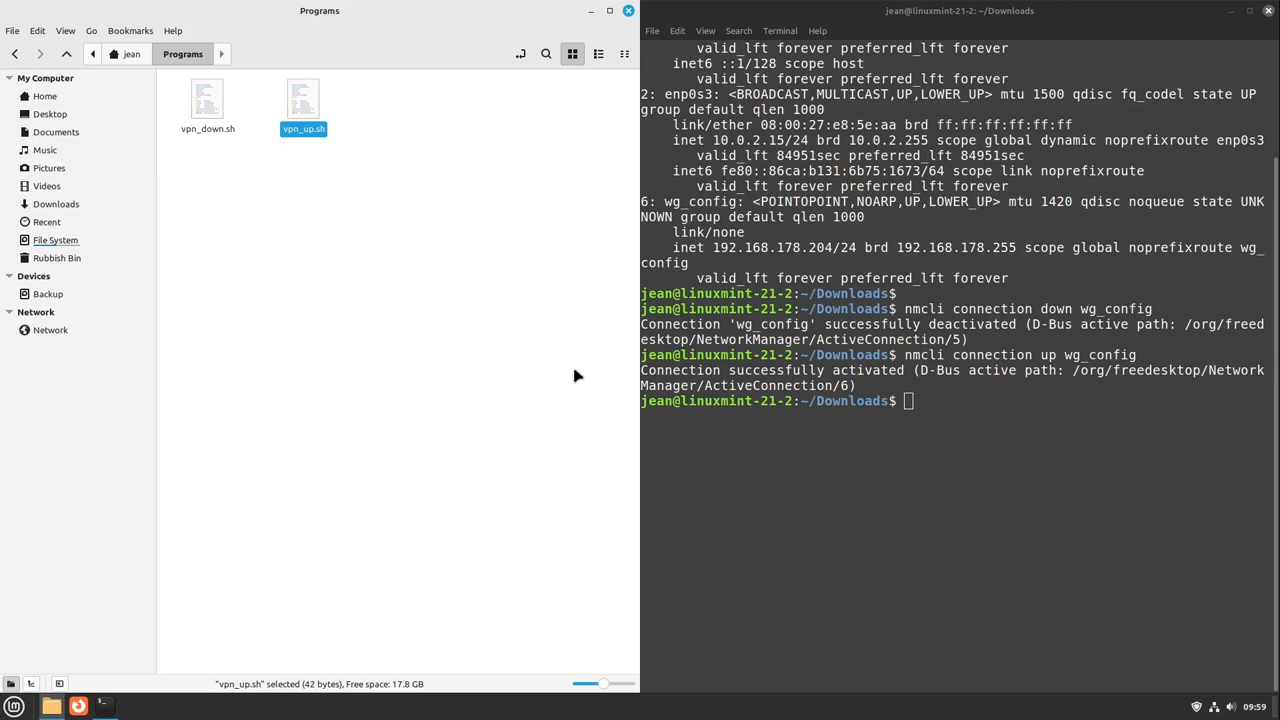 Programs
File Edit View Go Bookmarks Help
jean Programs
My Computer
Home
Desktop
Documents
Music
Pictures
Videos
Downloads
Recent
File System
Rubbish Bin
Devices
Backup
Network
Network
vpn_down.sh
vpn_up.sh
"vpn_up.sh" selected (42 bytes), Free space: 17.8 GB
jean@linuxmint-21-2: ~/Downloads
File Edit View Search Terminal Help
valid_lft forever preferred_lft forever
inet6 ::1/128 scope host
valid_lft forever preferred_lft forever
2: enp0s3: <BROADCAST,MULTICAST,UP,LOWER_UP> mtu 1500 qdisc fq_codel state UP
group default qlen 1000
link/ether 08:00:27:e8:5e:aa brd ff:ff:ff:ff:ff:ff
inet 10.0.2.15/24 brd 10.0.2.255 scope global dynamic noprefixroute enp0s3
valid_lft 84951sec preferred_lft 84951sec
inet6 fe80::86ca:b131:6b75:1673/64 scope link noprefixroute
valid_lft forever preferred_lft forever
6: wg_config: <POINTOPOINT,NOARP,UP,LOWER_UP> mtu 1420 qdisc noqueue state UNK
NOWN group default qlen 1000
link/none
inet 192.168.178.204/24 brd 192.168.178.255 scope global noprefixroute wg_
config
valid_lft forever preferred_lft forever
jean@linuxmint-21-2:~/Downloads$
jean@linuxmint-21-2:~/Downloads$ nmcli connection down wg_config
Connection 'wg_config' successfully deactivated (D-Bus active path: /org/freed
esktop/NetworkManager/ActiveConnection/5)
jean@linuxmint-21-2:~/Downloads$ nmcli connection up wg_config
Connection successfully activated (D-Bus active path: /org/freedesktop/Network
Manager/ActiveConnection/6)
jean@linuxmint-21-2:~/Downloads$
09:59